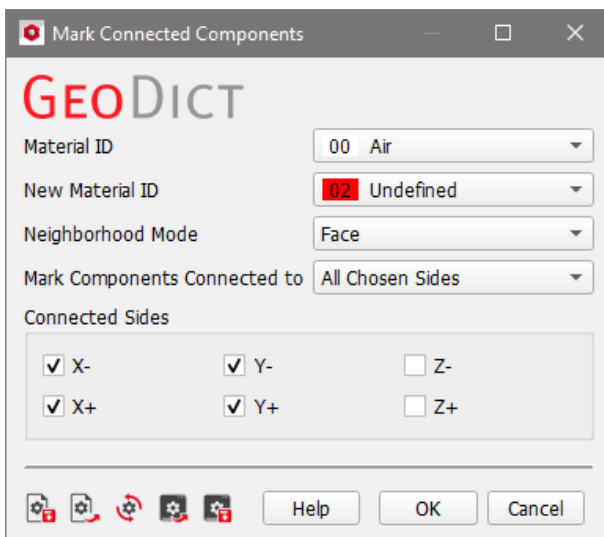 Mark Connected Components
GEODICT
Material ID 00 Air
New Material ID 02 Undefined
Neighborhood Mode Face
Mark Components Connected to All Chosen Sides
Connected Sides
X- Y- Z-
X+ Y+ Z+
Help OK Cancel